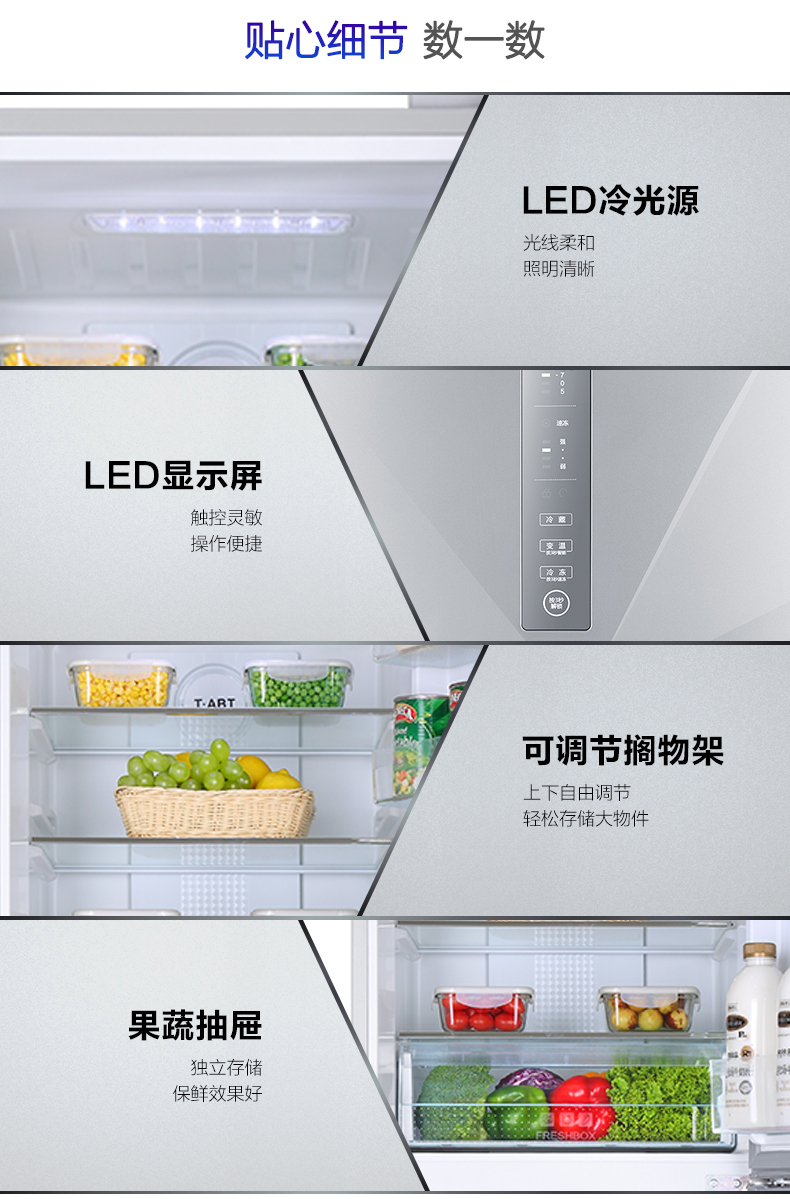 贴心细节 数一数
LED冷光源
光线柔和
照明清晰
LED显示屏
触控灵敏
操作便捷
-7
0
5
速冻
强
弱
冷 藏
变 温
冷 冻
按3秒
解锁
T·ART
可调节搁物架
上下自由调节
轻松存储大物件
果蔬抽屉
独立存储
保鲜效果好
FRESHBOX